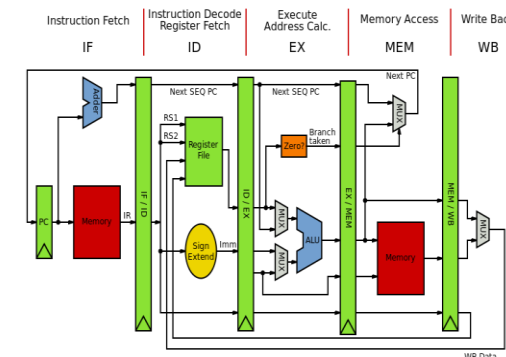 Instruction Fetch
Instruction Decode
Register Fetch
Execute
Address Calc.
Memory Access
Write Bac
IF
ID
EX
MEM
WB
Next PC
Adder
Next SEQ PC
Next SEQ PC
MUX
RS1
RS2
Register
File
Branch
taken
Zero?
IF / ID
ID / EX
EX / MEM
MEM / WB
PC
Memory
IR
MUX
ALU
MUX
Sign
Extend
Imm
Memory
MUX
WB Data